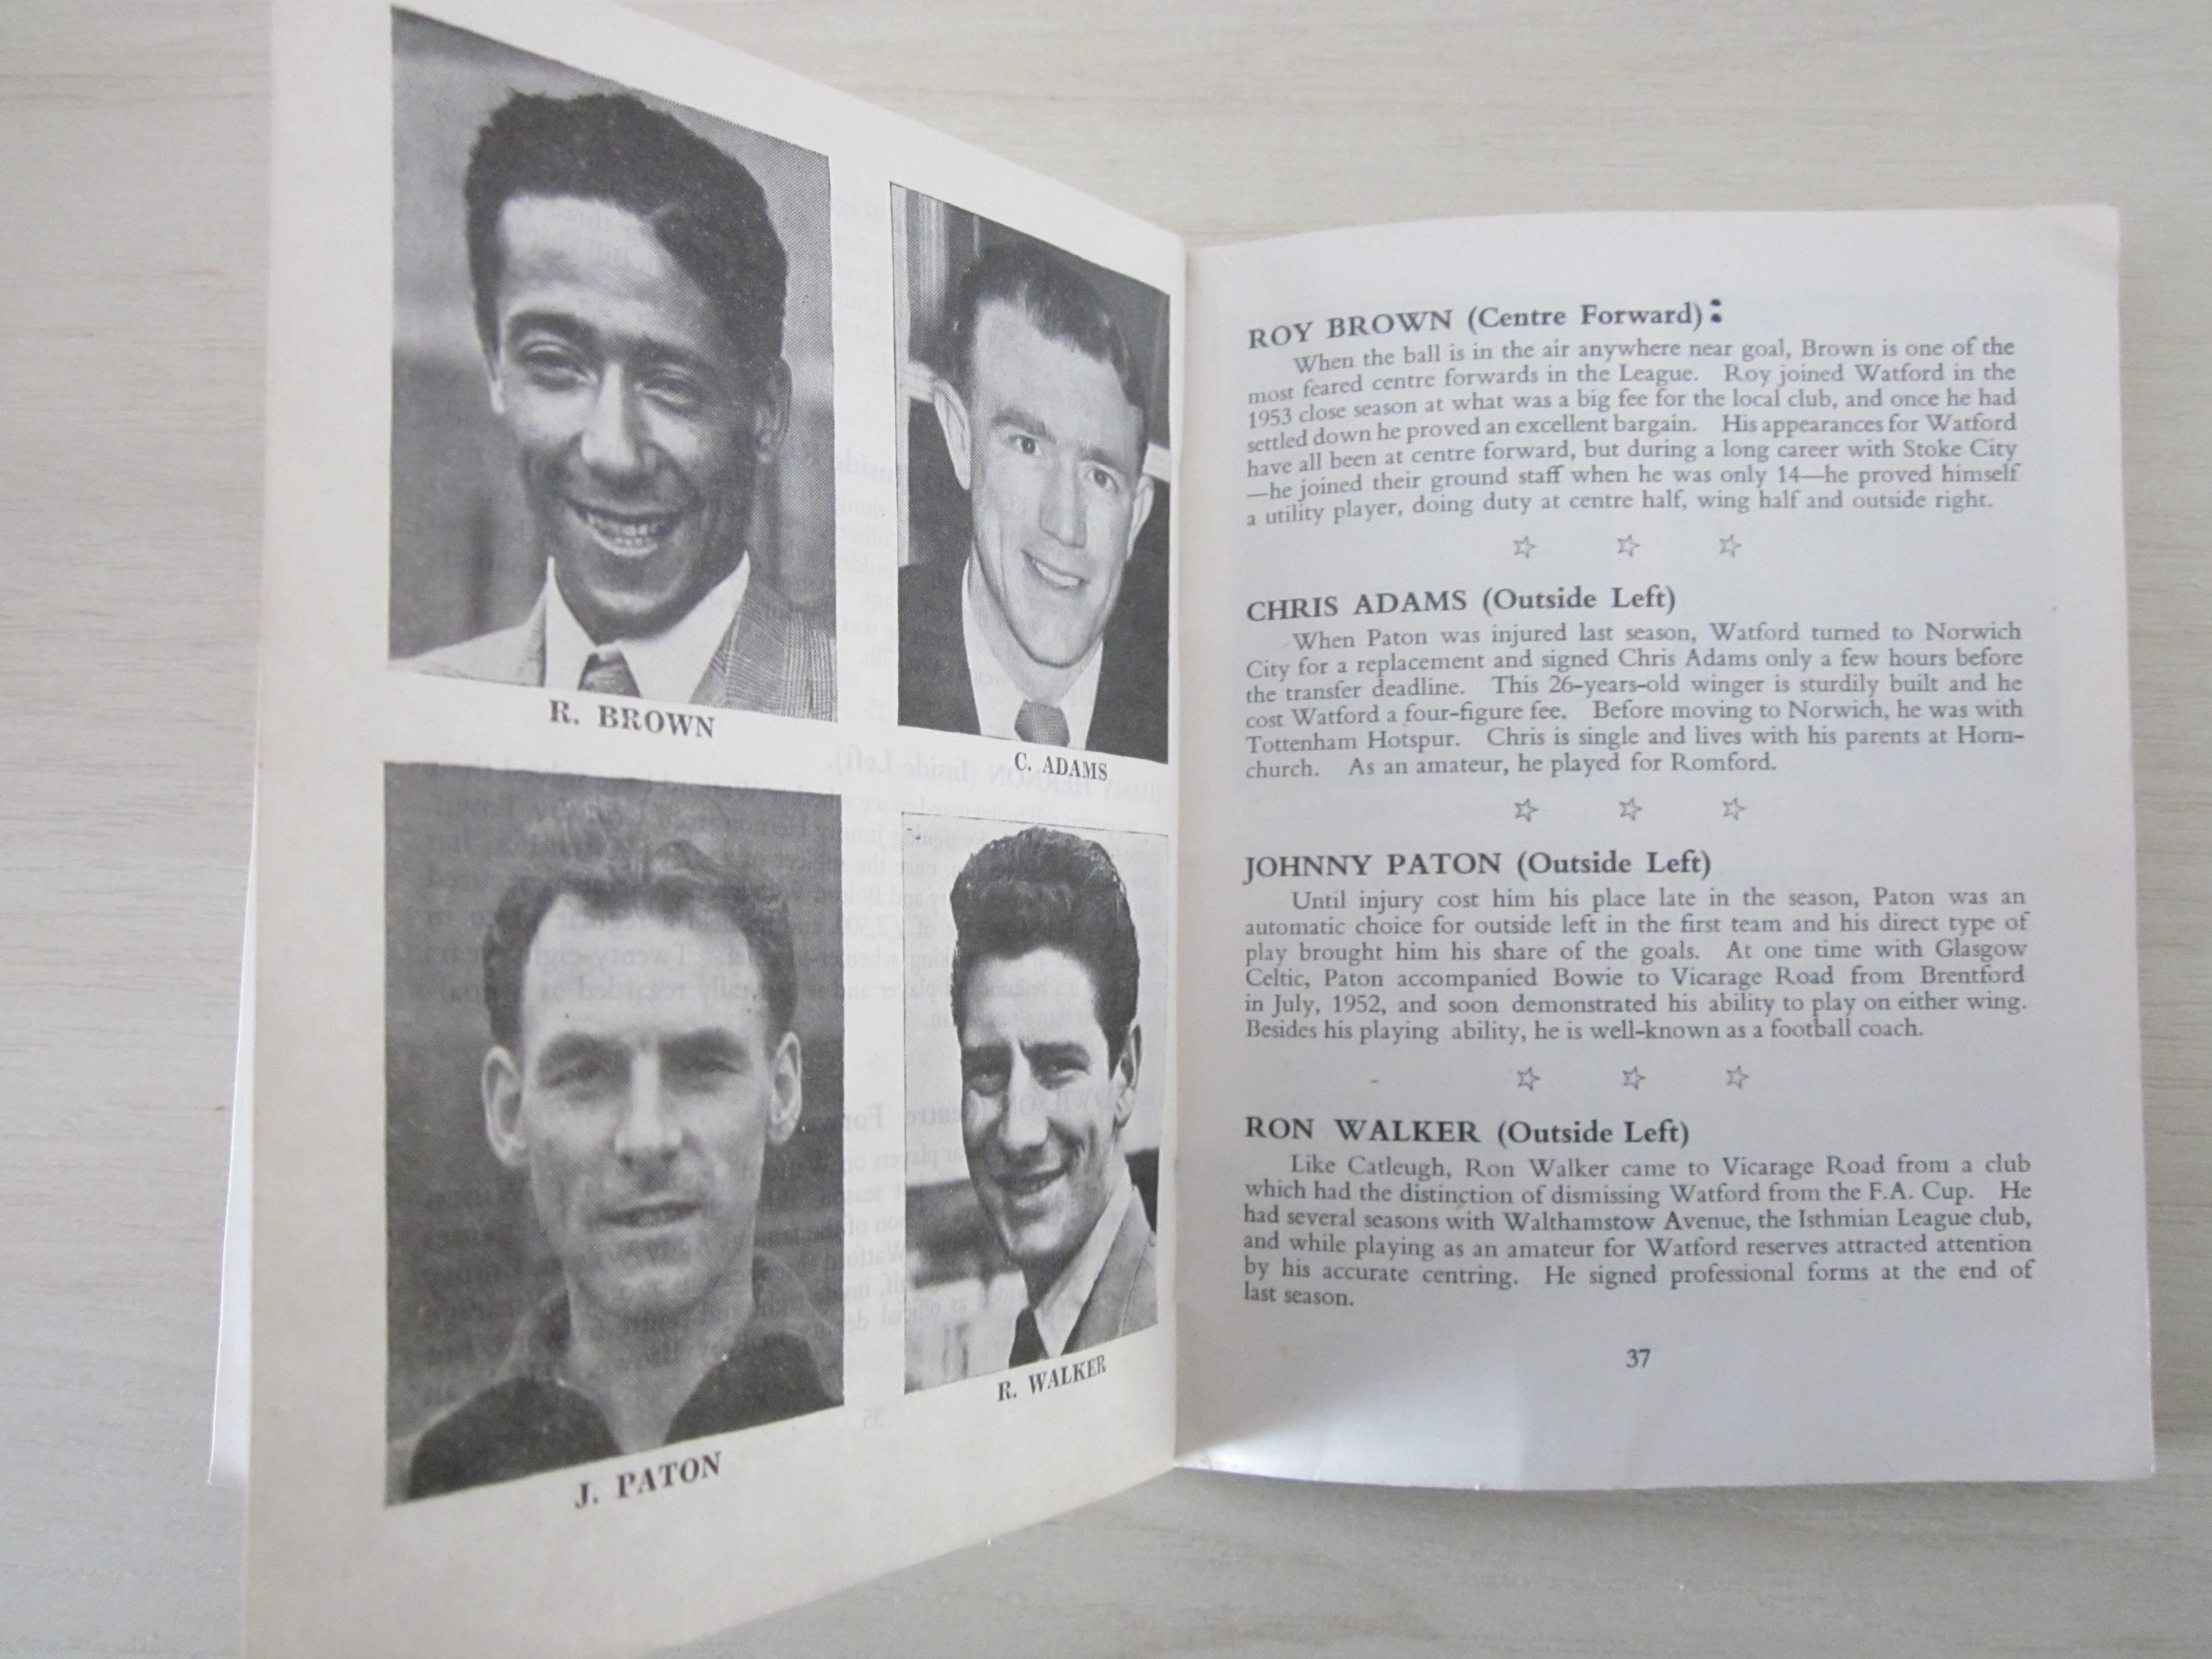 R. BROWN
C. ADAMS
J. PATON
R. WALKER
ROY BROWN (Centre Forward):
When the ball is in the air anywhere near goal, Brown is one of the
most feared centre forwards in the League. Roy joined Watford in the
1953 close season at what was a big fee for the local club, and once he had
settled down he proved an excellent bargain. His appearances for Watford
have all been at centre forward, but during a long career with Stoke City
—he joined their ground staff when he was only 14—he proved himself
a utility player, doing duty at centre half, wing half and outside right.
☆ ☆ ☆
CHRIS ADAMS (Outside Left)
When Paton was injured last season, Watford turned to Norwich
City for a replacement and signed Chris Adams only a few hours before
the transfer deadline. This 26-years-old winger is sturdily built and he
cost Watford a four-figure fee. Before moving to Norwich, he was with
Tottenham Hotspur. Chris is single and lives with his parents at Horn-
church. As an amateur, he played for Romford.
☆ ☆ ☆
JOHNNY PATON (Outside Left)
Until injury cost him his place late in the season, Paton was an
automatic choice for outside left in the first team and his direct type of
play brought him his share of the goals. At one time with Glasgow
Celtic, Paton accompanied Bowie to Vicarage Road from Brentford
in July, 1952, and soon demonstrated his ability to play on either wing.
Besides his playing ability, he is well-known as a football coach.
☆ ☆ ☆
RON WALKER (Outside Left)
Like Catleugh, Ron Walker came to Vicarage Road from a club
which had the distinction of dismissing Watford from the F.A. Cup. He
had several seasons with Walthamstow Avenue, the Isthmian League club,
and while playing as an amateur for Watford reserves attracted attention
by his accurate centring. He signed professional forms at the end of
last season.
37